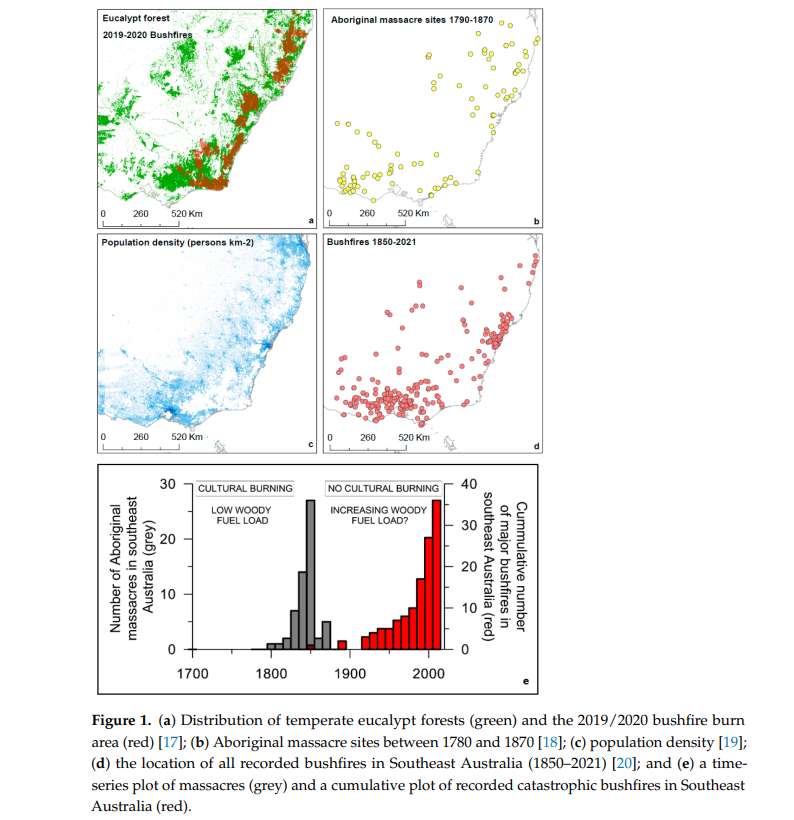 Eucalypt forest
2019-2020 Bushfires
0 260 520 Km
a
Aboriginal massacre sites 1790-1870
0 260 520 Km
b
Population density (persons km-2)
0 260 520 Km
c
Bushfires 1850-2021
0 260 520 Km
d
Number of Aboriginal
massacres in southeast
Australia (grey)
30
20
10
0
CULTURAL BURNING
LOW WOODY
FUEL LOAD
NO CULTURAL BURNING
INCREASING WOODY
FUEL LOAD?
40
30
20
10
0
Cummulative number
of major bushfires in
southeast Australia (red)
1700 1800 1900 2000
e
Figure 1. (a) Distribution of temperate eucalypt forests (green) and the 2019/2020 bushfire burn
area (red) [17]; (b) Aboriginal massacre sites between 1780 and 1870 [18]; (c) population density [19];
(d) the location of all recorded bushfires in Southeast Australia (1850–2021) [20]; and (e) a time-
series plot of massacres (grey) and a cumulative plot of recorded catastrophic bushfires in Southeast
Australia (red).